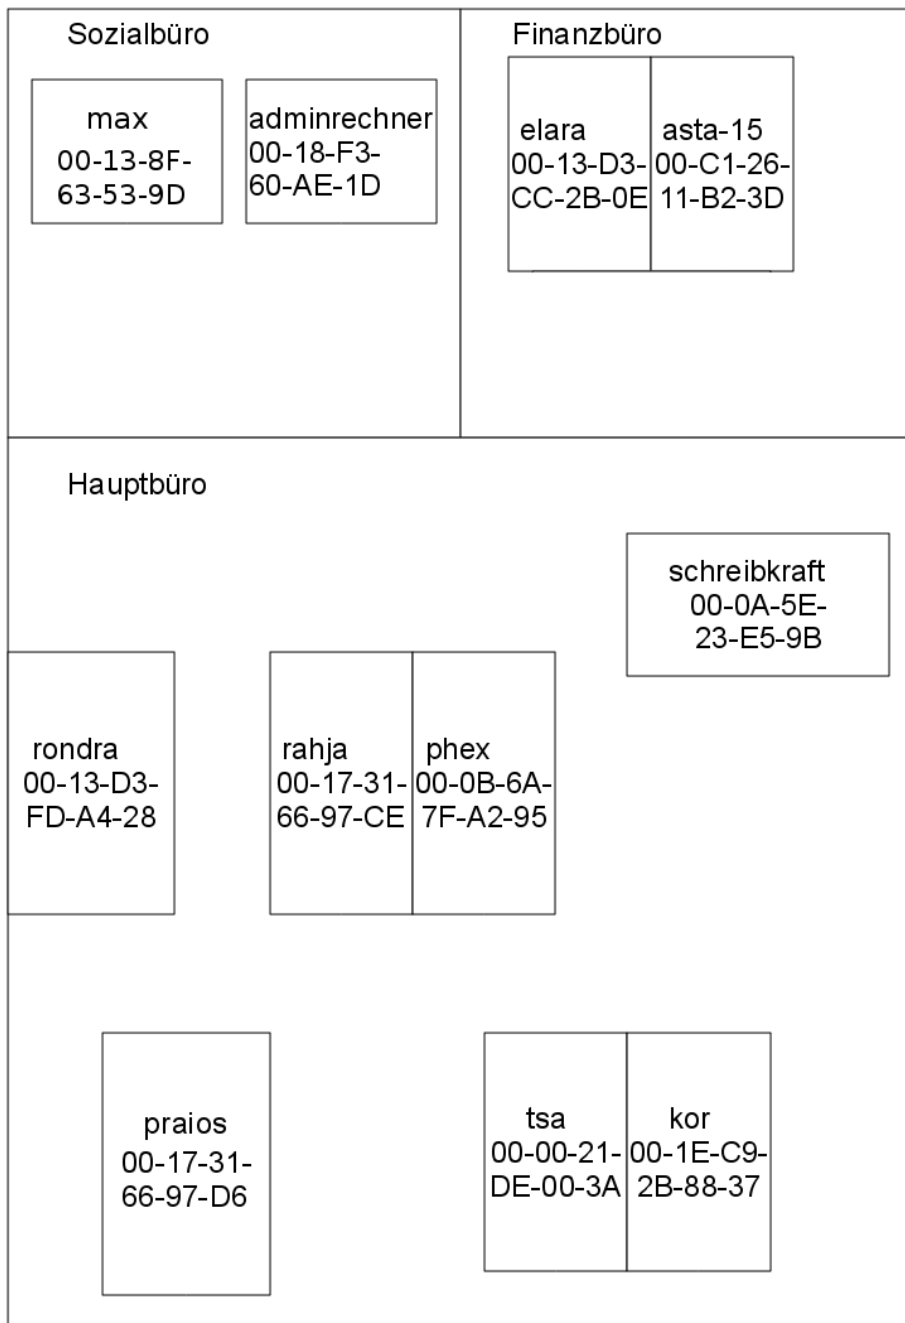 Sozialbüro
max
00-13-8F-
63-53-9D
adminrechner
00-18-F3-
60-AE-1D
Finanzbüro
elara
00-13-D3-
CC-2B-0E
asta-15
00-C1-26-
11-B2-3D
Hauptbüro
schreibkraft
00-0A-5E-
23-E5-9B
rondra
00-13-D3-
FD-A4-28
rahja
00-17-31-
66-97-CE
phex
00-0B-6A-
7F-A2-95
praios
00-17-31-
66-97-D6
tsa
00-00-21-
DE-00-3A
kor
00-1E-C9-
2B-88-37